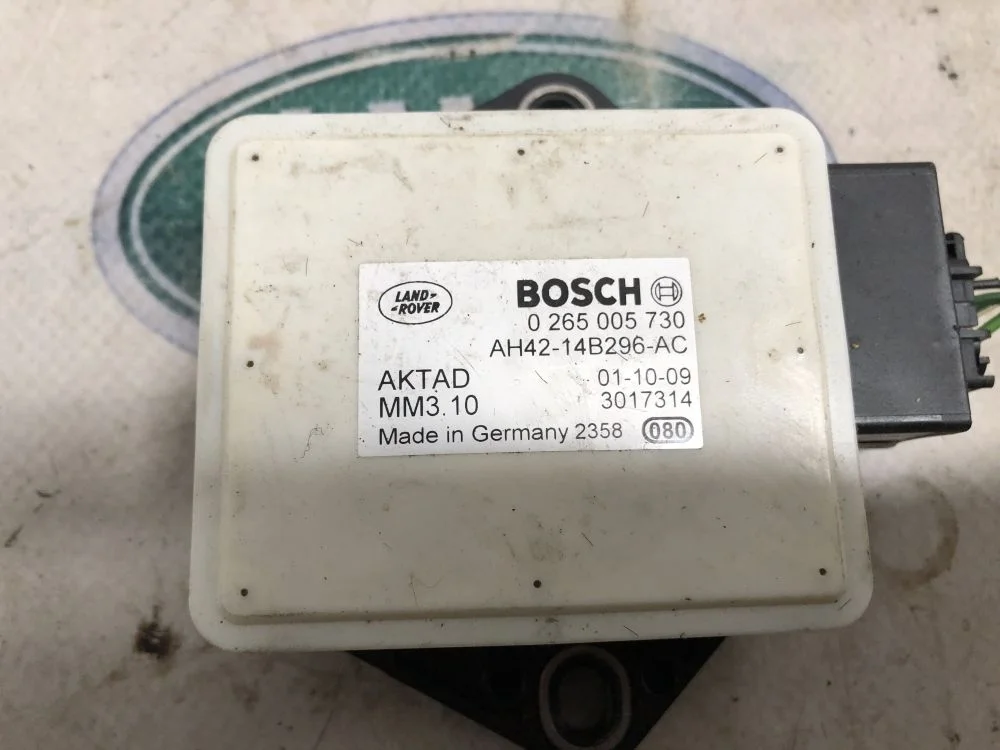 LAND-
-ROVER
BOSCH
0 265 005 730
AH42-14B296-AC
AKTAD 01-10-09
MM3.10 3017314
Made in Germany 2358 080